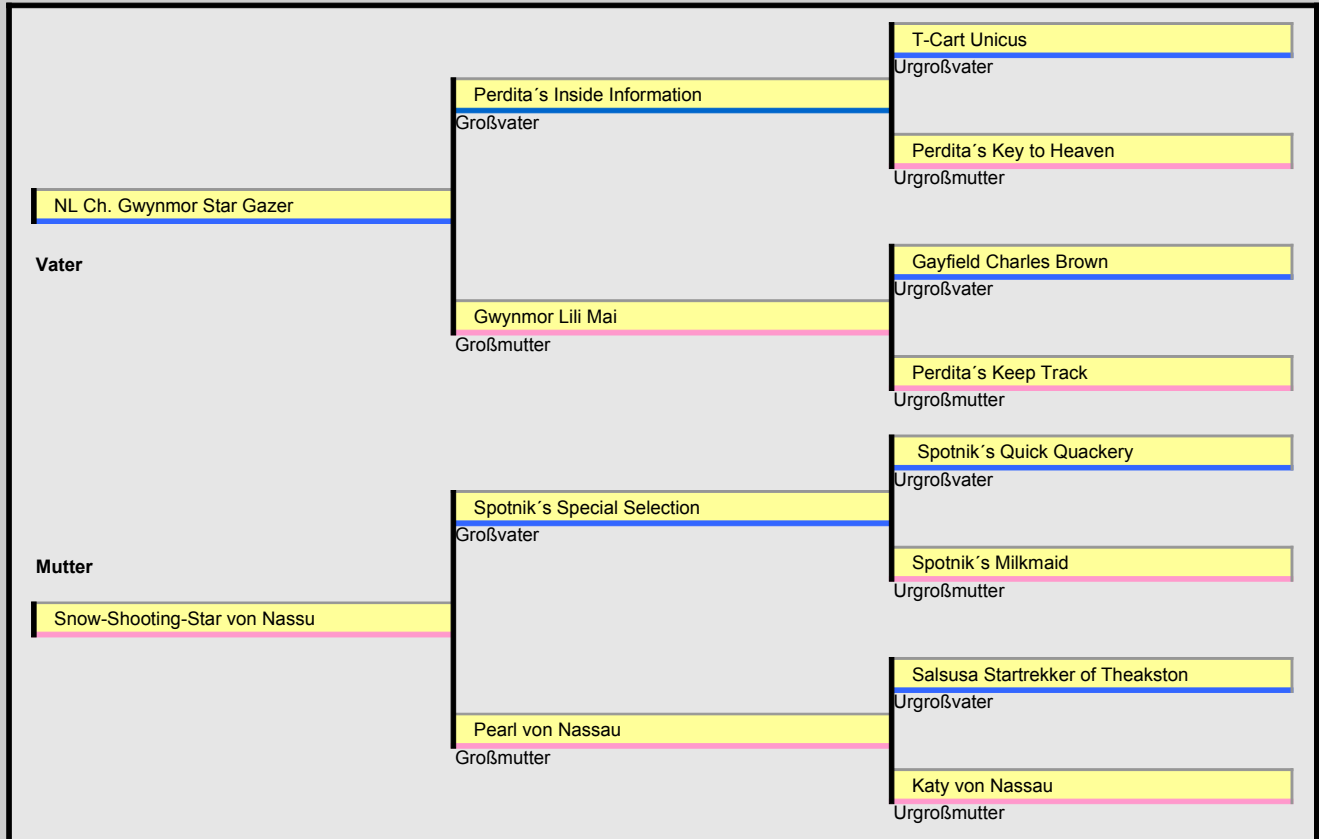 T-Cart Unicus
Urgroßvater
Perdita´s Inside Information
Großvater
Perdita´s Key to Heaven
Urgroßmutter
NL Ch. Gwynmor Star Gazer
Vater
Gayfield Charles Brown
Urgroßvater
Gwynmor Lili Mai
Großmutter
Perdita´s Keep Track
Urgroßmutter
Spotnik´s Quick Quackery
Urgroßvater
Spotnik´s Special Selection
Großvater
Mutter
Spotnik´s Milkmaid
Urgroßmutter
Snow-Shooting-Star von Nassu
Salsusa Startrekker of Theakston
Urgroßvater
Pearl von Nassau
Großmutter
Katy von Nassau
Urgroßmutter